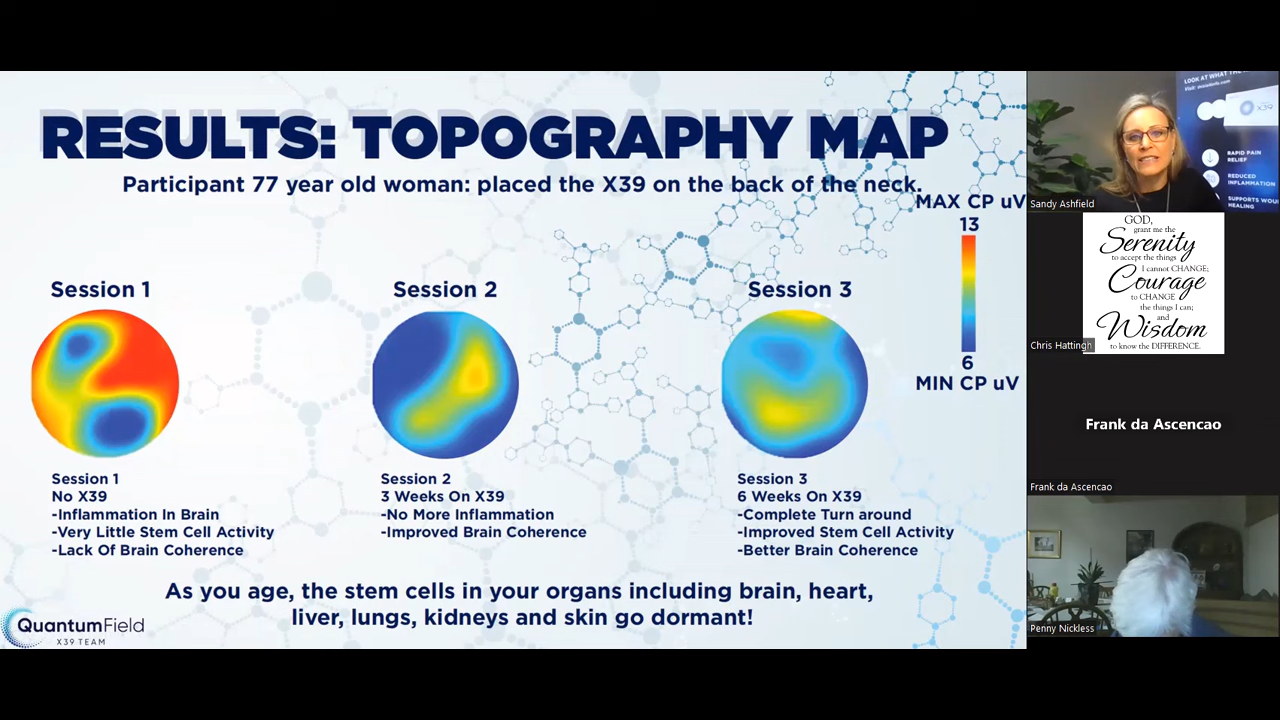 RESULTS: TOPOGRAPHY MAP
Participant 77 year old woman: placed the X39 on the back of the neck.
MAX CP uV
13
6
MIN CP uV
Session 1
Session 2
Session 3
Session 1
No X39
-Inflammation In Brain
-Very Little Stem Cell Activity
-Lack Of Brain Coherence
Session 2
3 Weeks On X39
-No More Inflammation
-Improved Brain Coherence
Session 3
6 Weeks On X39
-Complete Turn around
-Improved Stem Cell Activity
-Better Brain Coherence
As you age, the stem cells in your organs including brain, heart,
liver, lungs, kidneys and skin go dormant!
QuantumField
X39 TEAM
LOOK AT WHAT
X39
RAPID PAIN
RELIEF
REDUCED
INFLAMMATION
SUPPORTS
HEALING
Sandy Ashfield
GOD,
grant me the
Serenity
to accept the things
I cannot CHANGE;
Courage
to CHANGE
the things I can;
and
Wisdom
to know the DIFFERENCE.
Chris Hattingh
Frank da Ascencao
Frank da Ascencao
Penny Nickless